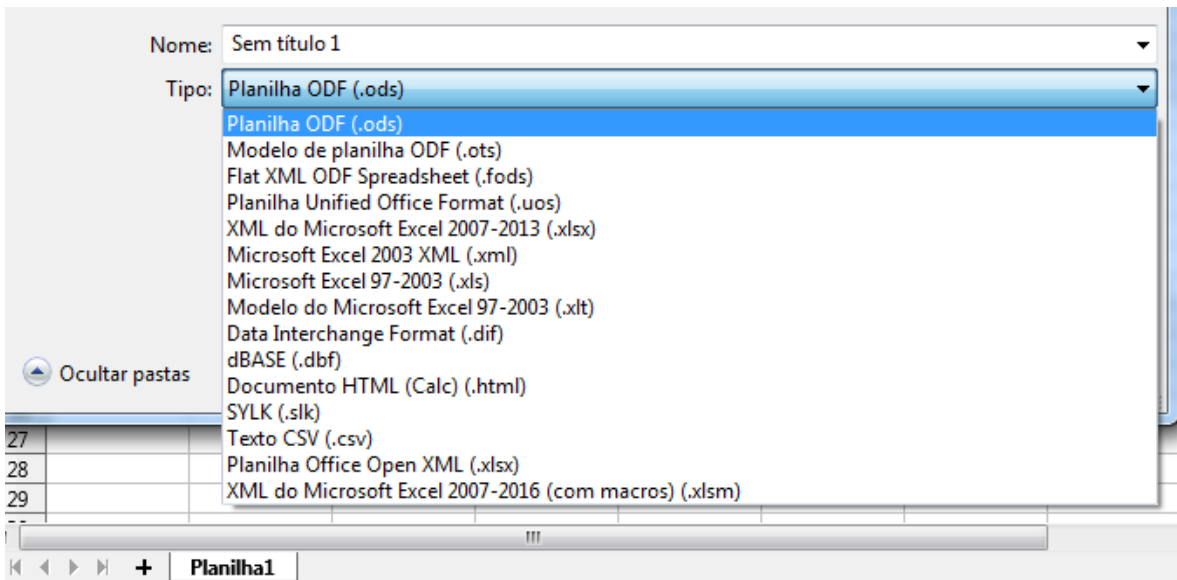 Nome: Sem título 1
Tipo: Planilha ODF (.ods)
Planilha ODF (.ods)
Modelo de planilha ODF (.ots)
Flat XML ODF Spreadsheet (.fods)
Planilha Unified Office Format (.uos)
XML do Microsoft Excel 2007-2013 (.xlsx)
Microsoft Excel 2003 XML (.xml)
Microsoft Excel 97-2003 (.xls)
Modelo do Microsoft Excel 97-2003 (.xlt)
Data Interchange Format (.dif)
dBASE (.dbf)
Ocultar pastas
Documento HTML (Calc) (.html)
SYLK (.slk)
Texto CSV (.csv)
Planilha Office Open XML (.xlsx)
XML do Microsoft Excel 2007-2016 (com macros) (.xlsm)
27
28
29
Planilha1